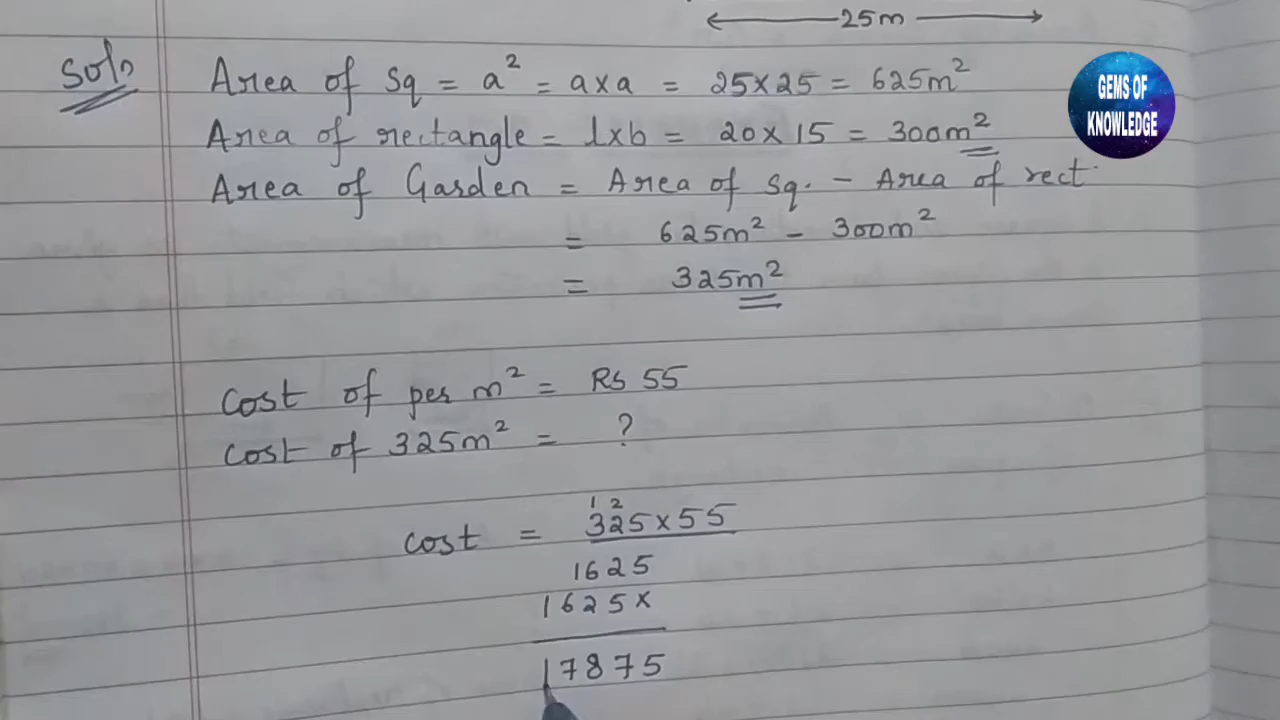 25m
Soln
Area of Sq = a² = a×a = 25×25 = 625m²
Area of rectangle = l×b = 20×15 = 300m²
Area of Garden = Area of Sq. - Area of rect.
= 625m² - 300m²
= 325m²
Cost of per m² = Rs 55
Cost of 325m² = ?
1 2
cost = 325×55
1625
1625×
17875
GEMS OF
KNOWLEDGE